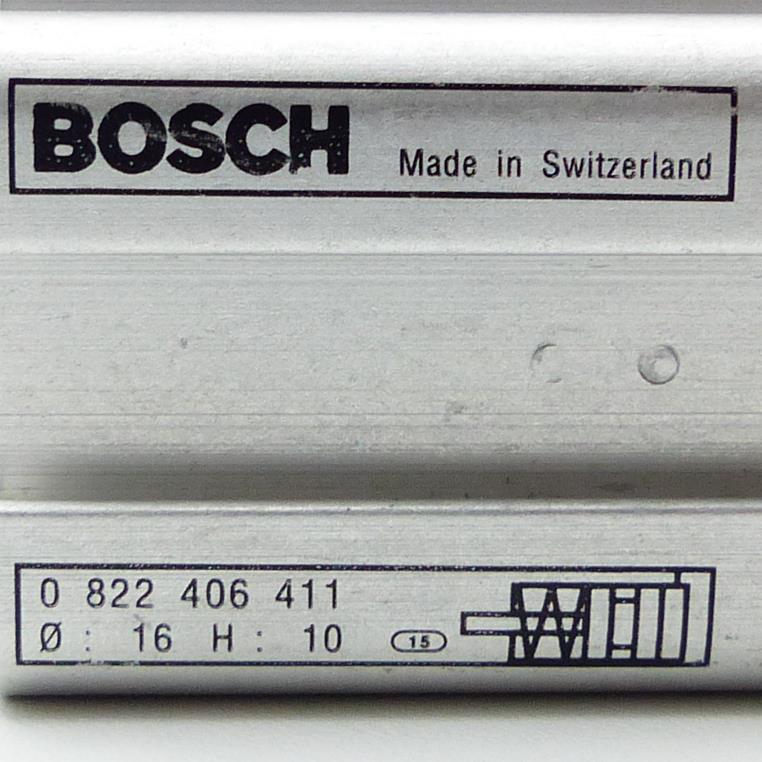 BOSCH Made in Switzerland
0 822 406 411
Ø : 16 H : 10 15